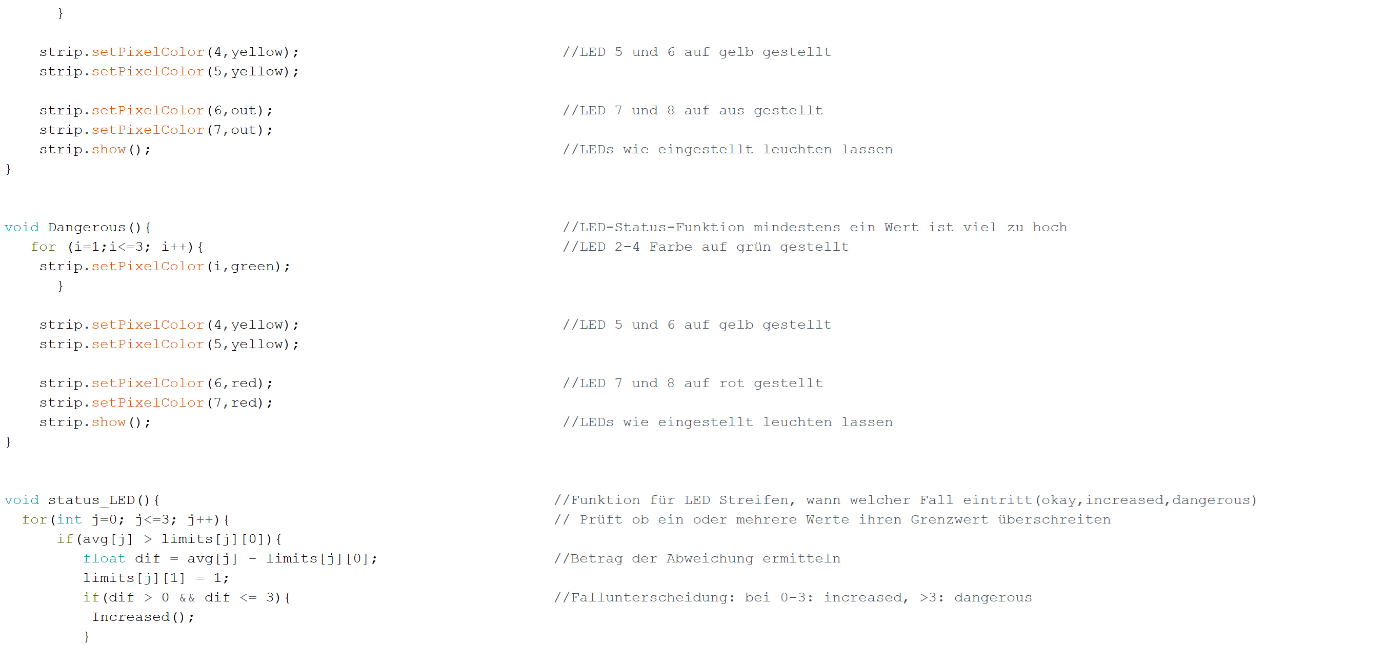 }
strip.setPixelColor(4,yellow); //LED 5 und 6 auf gelb gestellt
strip.setPixelColor(5,yellow);
strip.setPixelColor(6,out); //LED 7 und 8 auf aus gestellt
strip.setPixelColor(7,out);
strip.show(); //LEDs wie eingestellt leuchten lassen
}
void Dangerous(){ //LED-Status-Funktion mindestens ein Wert ist viel zu hoch
for (i=1;i<=3; i++){ //LED 2-4 Farbe auf grün gestellt
strip.setPixelColor(i,green);
}
strip.setPixelColor(4,yellow); //LED 5 und 6 auf gelb gestellt
strip.setPixelColor(5,yellow);
strip.setPixelColor(6,red); //LED 7 und 8 auf rot gestellt
strip.setPixelColor(7,red);
strip.show(); //LEDs wie eingestellt leuchten lassen
}
void status_LED(){ //Funktion für LED Streifen, wann welcher Fall eintritt(okay,increased,dangerous)
for(int j=0; j<=3; j++){ // Prüft ob ein oder mehrere Werte ihren Grenzwert überschreiten
if(avg[j] > limits[j][0]){
float dif = avg[j] - limits[j][0]; //Betrag der Abweichung ermitteln
limits[j][1] = 1;
if(dif > 0 && dif <= 3){ //Fallunterscheidung: bei 0-3: increased, >3: dangerous
Increased();
}